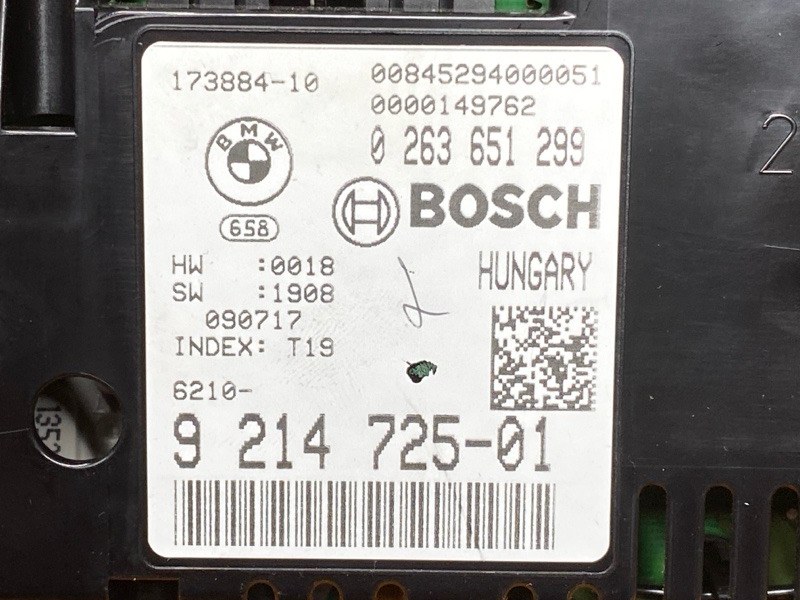 173884-10
00845294000051
0000149762
0 263 651 299
BMW
658
BOSCH
HW :0018
SW :1908
090717
INDEX: T19
HUNGARY
6210-
9 214 725-01
2